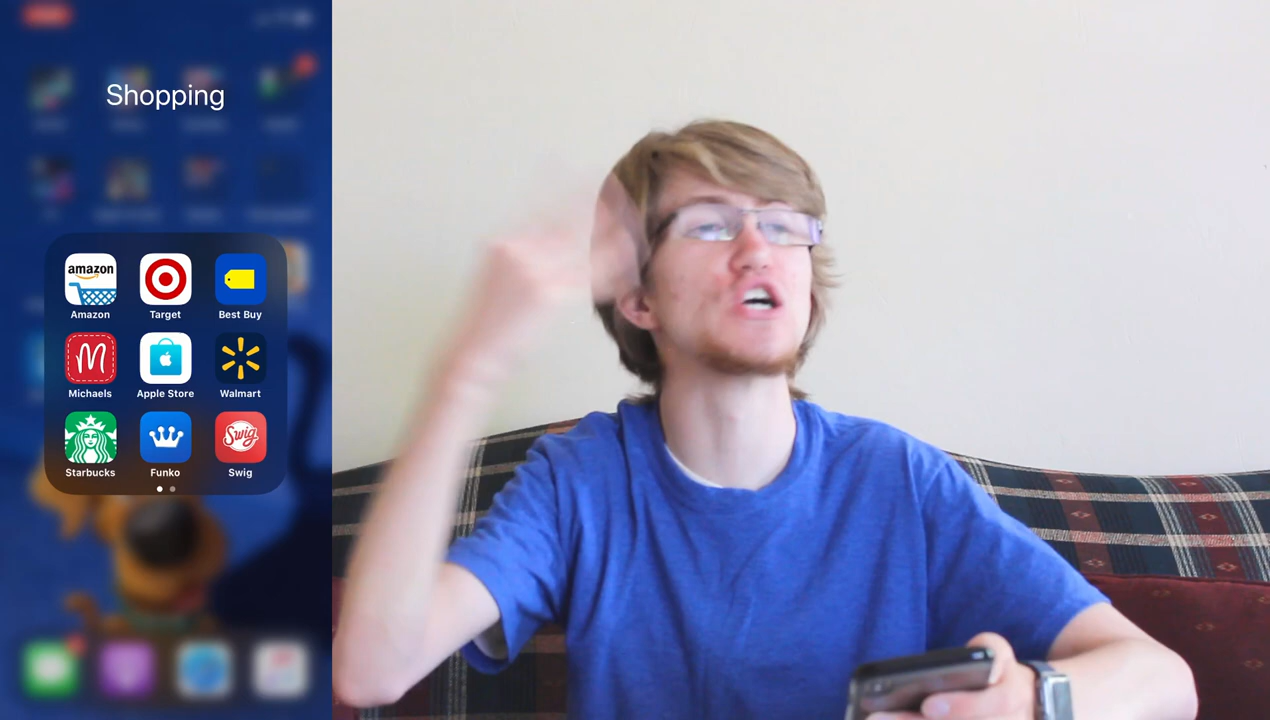 Shopping
amazon
Amazon
Target
Best Buy
M
Michaels
Apple Store
Walmart
Starbucks
Funko
Swig
Swig